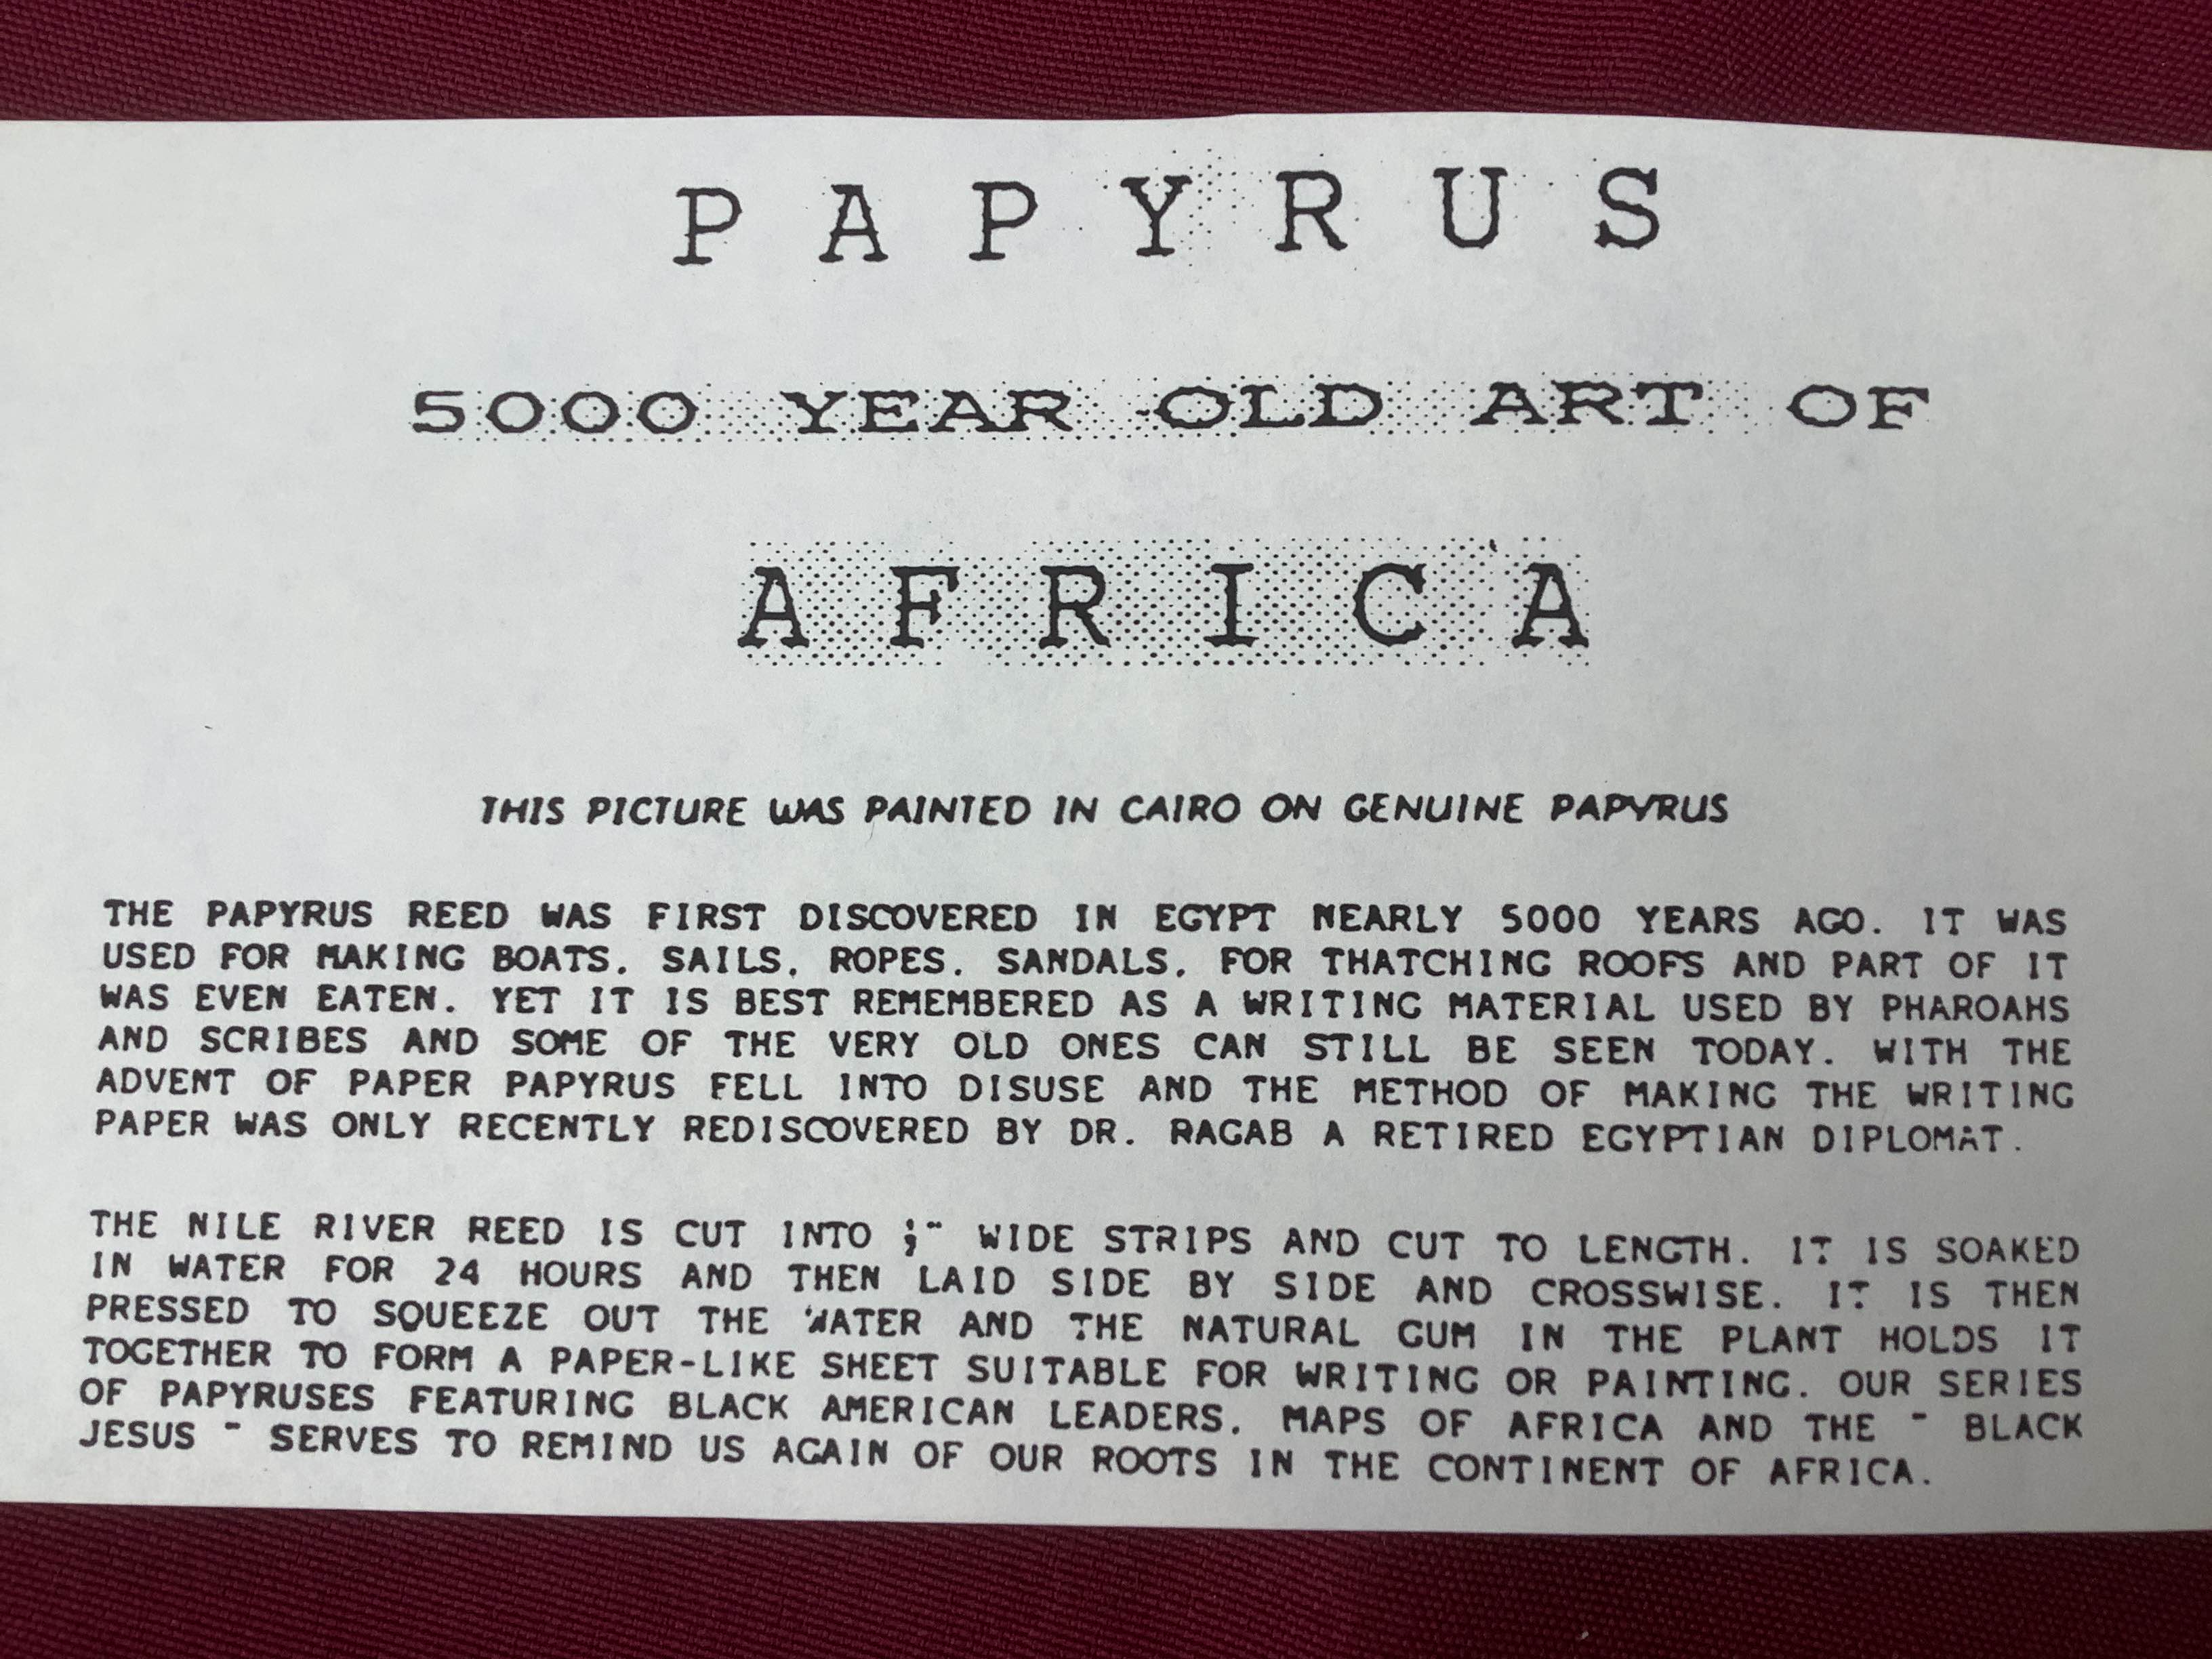 PAPYRUS
5000 YEAR OLD ART OF
AFRICA
THIS PICTURE WAS PAINTED IN CAIRO ON GENUINE PAPYRUS
THE PAPYRUS REED WAS FIRST DISCOVERED IN EGYPT NEARLY 5000 YEARS AGO. IT WAS
USED FOR MAKING BOATS, SAILS, ROPES, SANDALS, FOR THATCHING ROOFS AND PART OF IT
WAS EVEN EATEN. YET IT IS BEST REMEMBERED AS A WRITING MATERIAL USED BY PHAROAHS
AND SCRIBES AND SOME OF THE VERY OLD ONES CAN STILL BE SEEN TODAY. WITH THE
ADVENT OF PAPER PAPYRUS FELL INTO DISUSE AND THE METHOD OF MAKING THE WRITING
PAPER WAS ONLY RECENTLY REDISCOVERED BY DR. RAGAB A RETIRED EGYPTIAN DIPLOMAT.
THE NILE RIVER REED IS CUT INTO WIDE STRIPS AND CUT TO LENGTH. IT IS SOAKED
IN WATER FOR 24 HOURS AND THEN LAID SIDE BY SIDE AND CROSSWISE. IT IS THEN
PRESSED TO SQUEEZE OUT THE WATER AND THE NATURAL GUM IN THE PLANT HOLDS IT
TOGETHER TO FORM A PAPER-LIKE SHEET SUITABLE FOR WRITING OR PAINTING. OUR SERIES
OF PAPYRUSES FEATURING BLACK AMERICAN LEADERS, MAPS OF AFRICA AND THE " BLACK
JESUS " SERVES TO REMIND US AGAIN OF OUR ROOTS IN THE CONTINENT OF AFRICA.